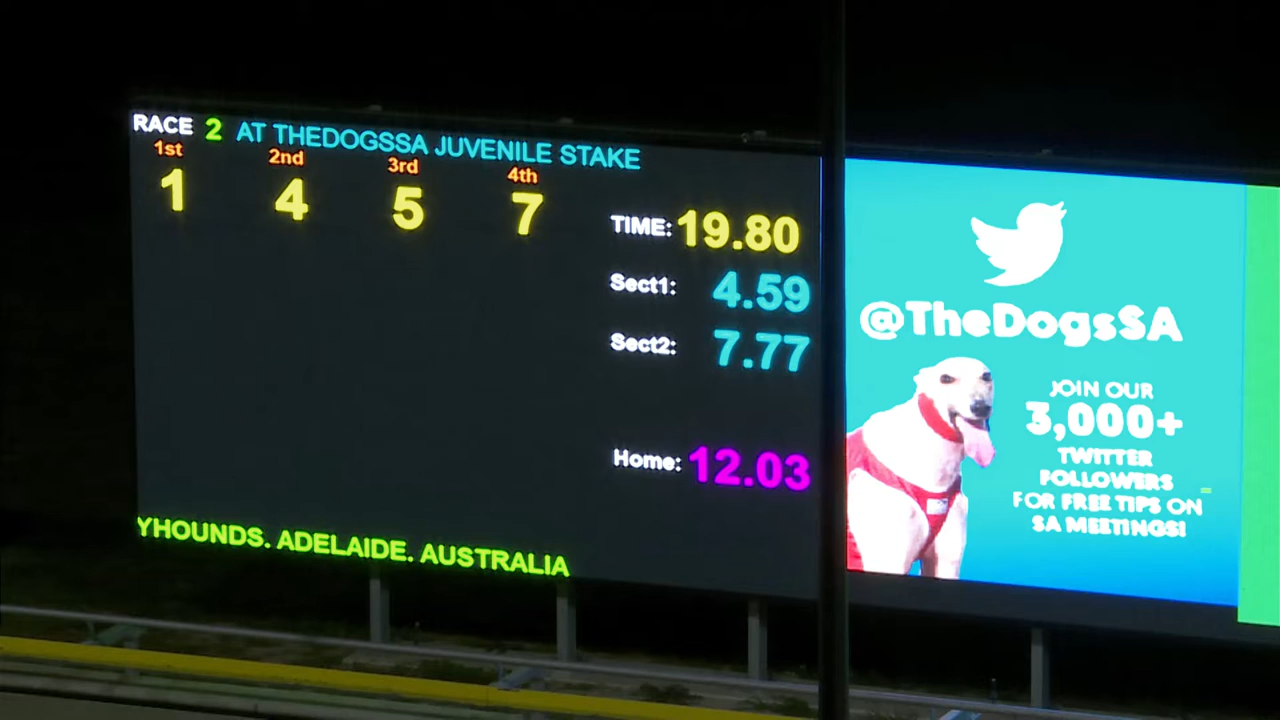 RACE 2 AT THEDOGSSA JUVENILE STAKE
1st 2nd 3rd 4th
1 4 5 7
TIME: 19.80
Sect1: 4.59
Sect2: 7.77
Home: 12.03
YHOUNDS. ADELAIDE. AUSTRALIA
@TheDogsSA
JOIN OUR
3,000+
TWITTER
FOLLOWERS
FOR FREE TIPS ON
SA MEETINGS!